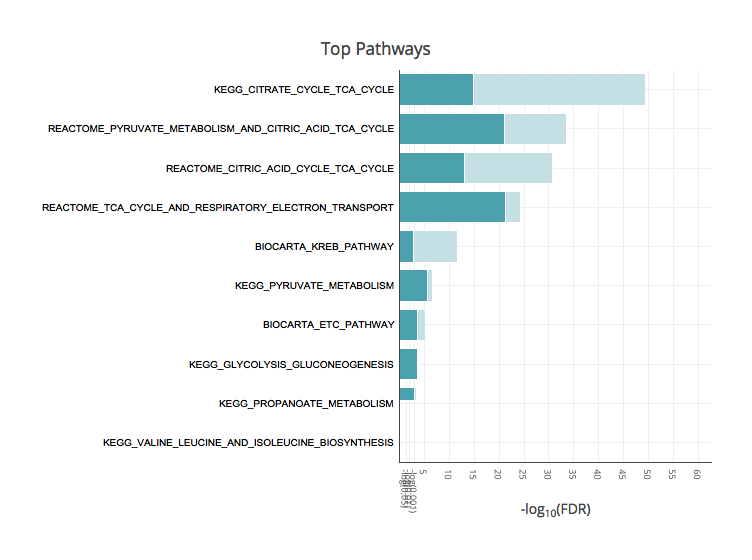 Top Pathways
KEGG_CITRATE_CYCLE_TCA_CYCLE
REACTOME_PYRUVATE_METABOLISM_AND_CITRIC_ACID_TCA_CYCLE
REACTOME_CITRIC_ACID_CYCLE_TCA_CYCLE
REACTOME_TCA_CYCLE_AND_RESPIRATORY_ELECTRON_TRANSPORT
BIOCARTA_KREB_PATHWAY
KEGG_PYRUVATE_METABOLISM
BIOCARTA_ETC_PATHWAY
KEGG_GLYCOLYSIS_GLUCONEOGENESIS
KEGG_PROPANOATE_METABOLISM
KEGG_VALINE_LEUCINE_AND_ISOLEUCINE_BIOSYNTHESIS
5 10 15 20 25 30 35 40 45 50 55 60
-log10(FDR)